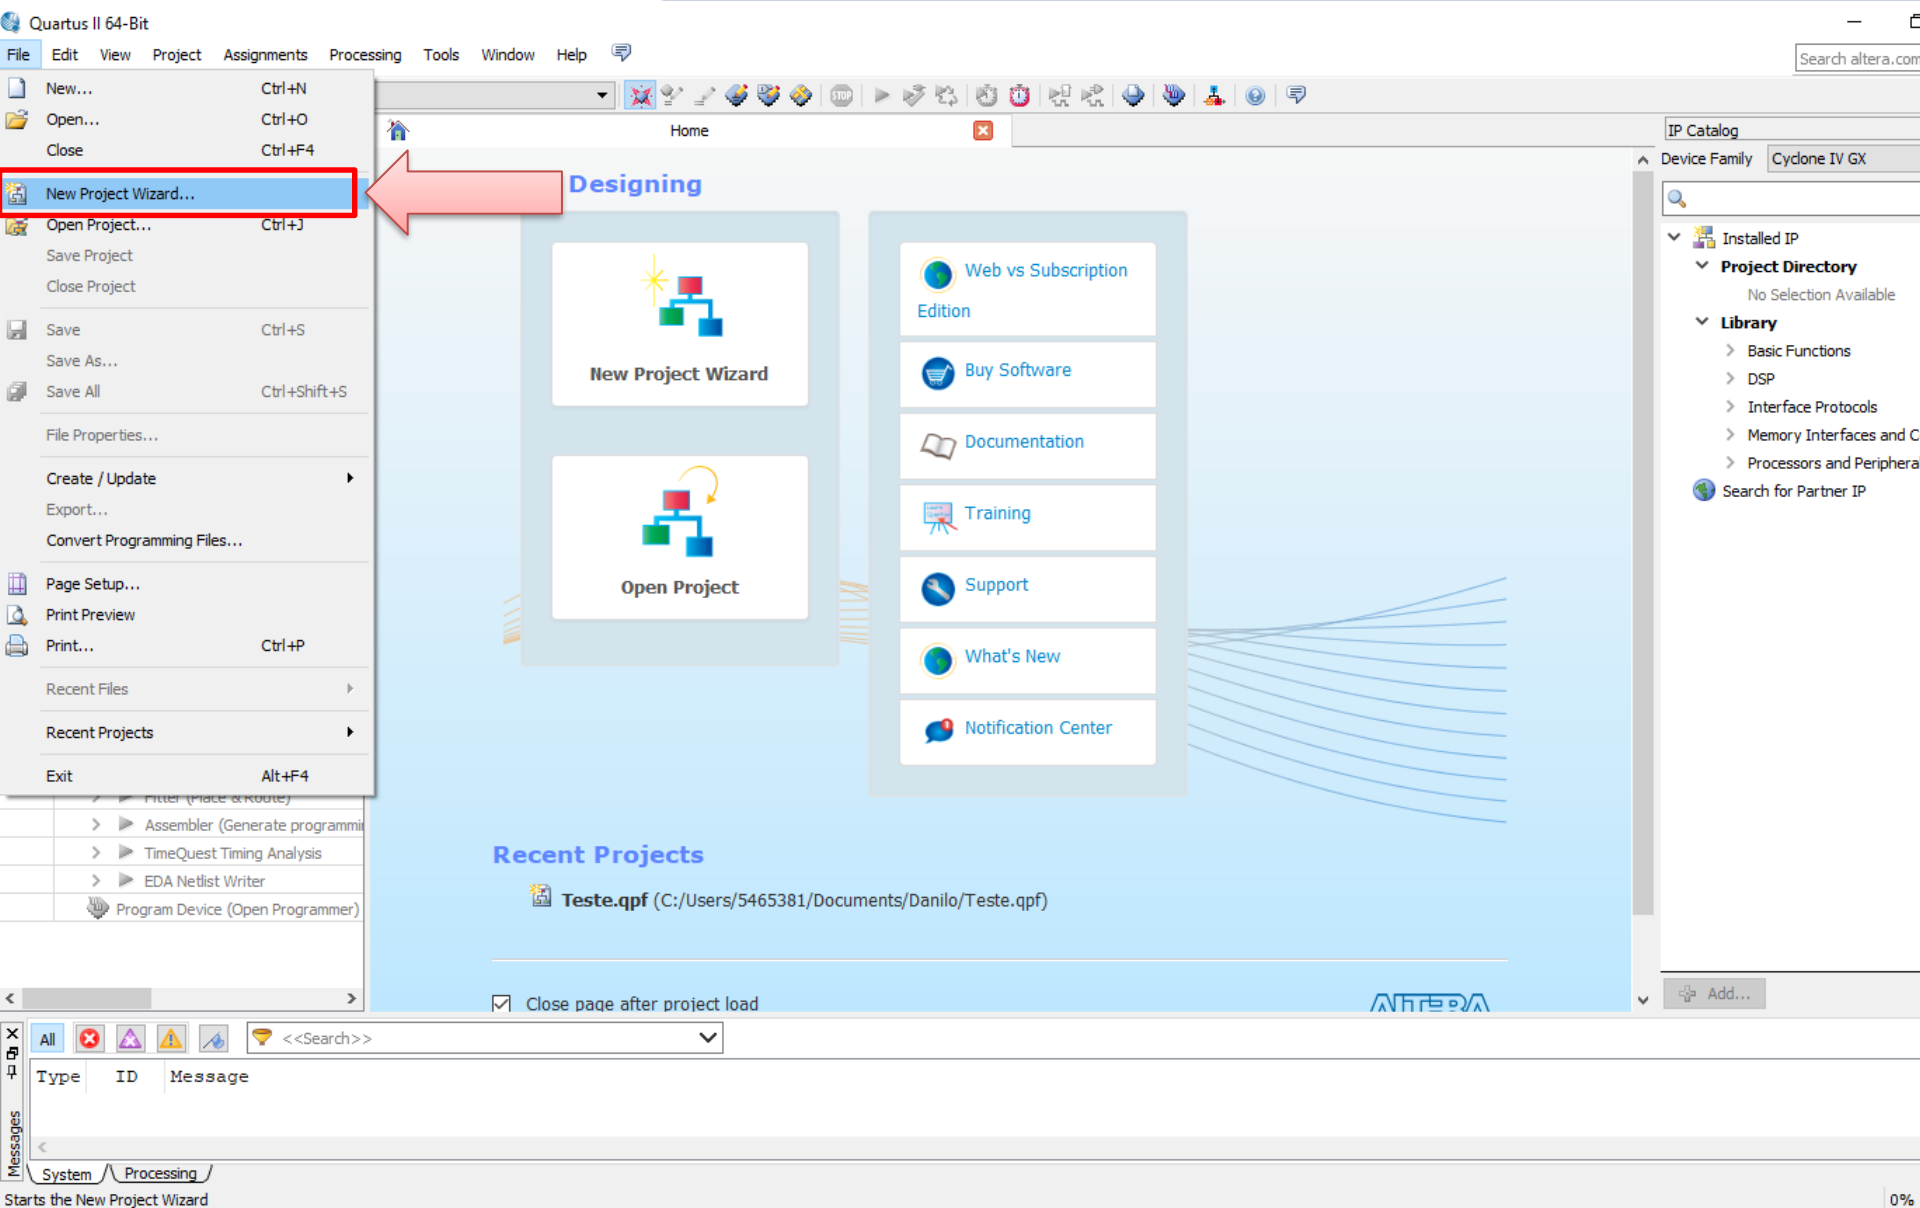 Quartus II 64-Bit
File Edit View Project Assignments Processing Tools Window Help
Search altera.com
New... Ctrl+N
Open... Ctrl+O
Close Ctrl+F4
New Project Wizard...
Open Project... Ctrl+J
Save Project
Close Project
Save Ctrl+S
Save As...
Save All Ctrl+Shift+S
File Properties...
Create / Update
Export...
Convert Programming Files...
Page Setup...
Print Preview
Print... Ctrl+P
Recent Files
Recent Projects
Exit Alt+F4
Fitter (Place & Route)
Assembler (Generate programmi
TimeQuest Timing Analysis
EDA Netlist Writer
Program Device (Open Programmer)
STOP
Home
Designing
New Project Wizard
Open Project
Web vs Subscription
Edition
Buy Software
Documentation
Training
Support
What's New
Notification Center
Recent Projects
Teste.qpf (C:/Users/5465381/Documents/Danilo/Teste.qpf)
Close page after project load
ALTERA
IP Catalog
Device Family Cyclone IV GX
Installed IP
Project Directory
No Selection Available
Library
Basic Functions
DSP
Interface Protocols
Memory Interfaces and C
Processors and Periphera
Search for Partner IP
Add...
All <<Search>>
Type ID Message
Messages
System Processing
Starts the New Project Wizard
0%